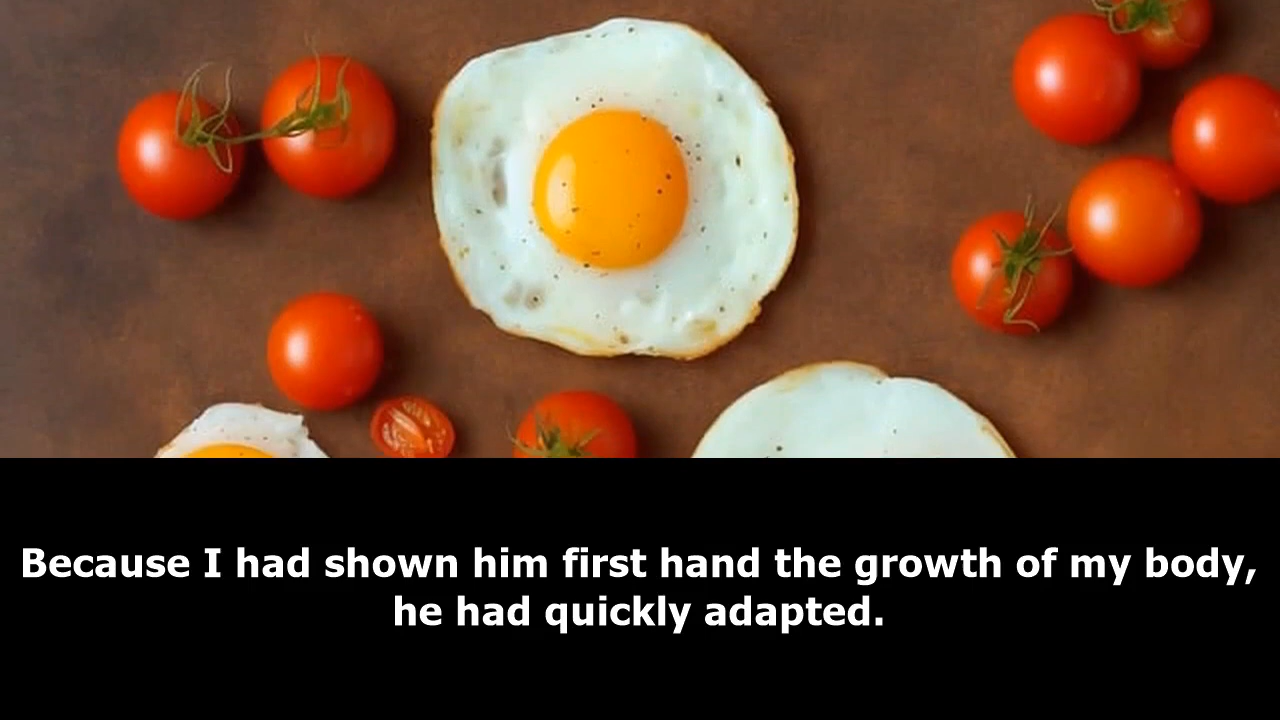 Because I had shown him first hand the growth of my body,
he had quickly adapted.